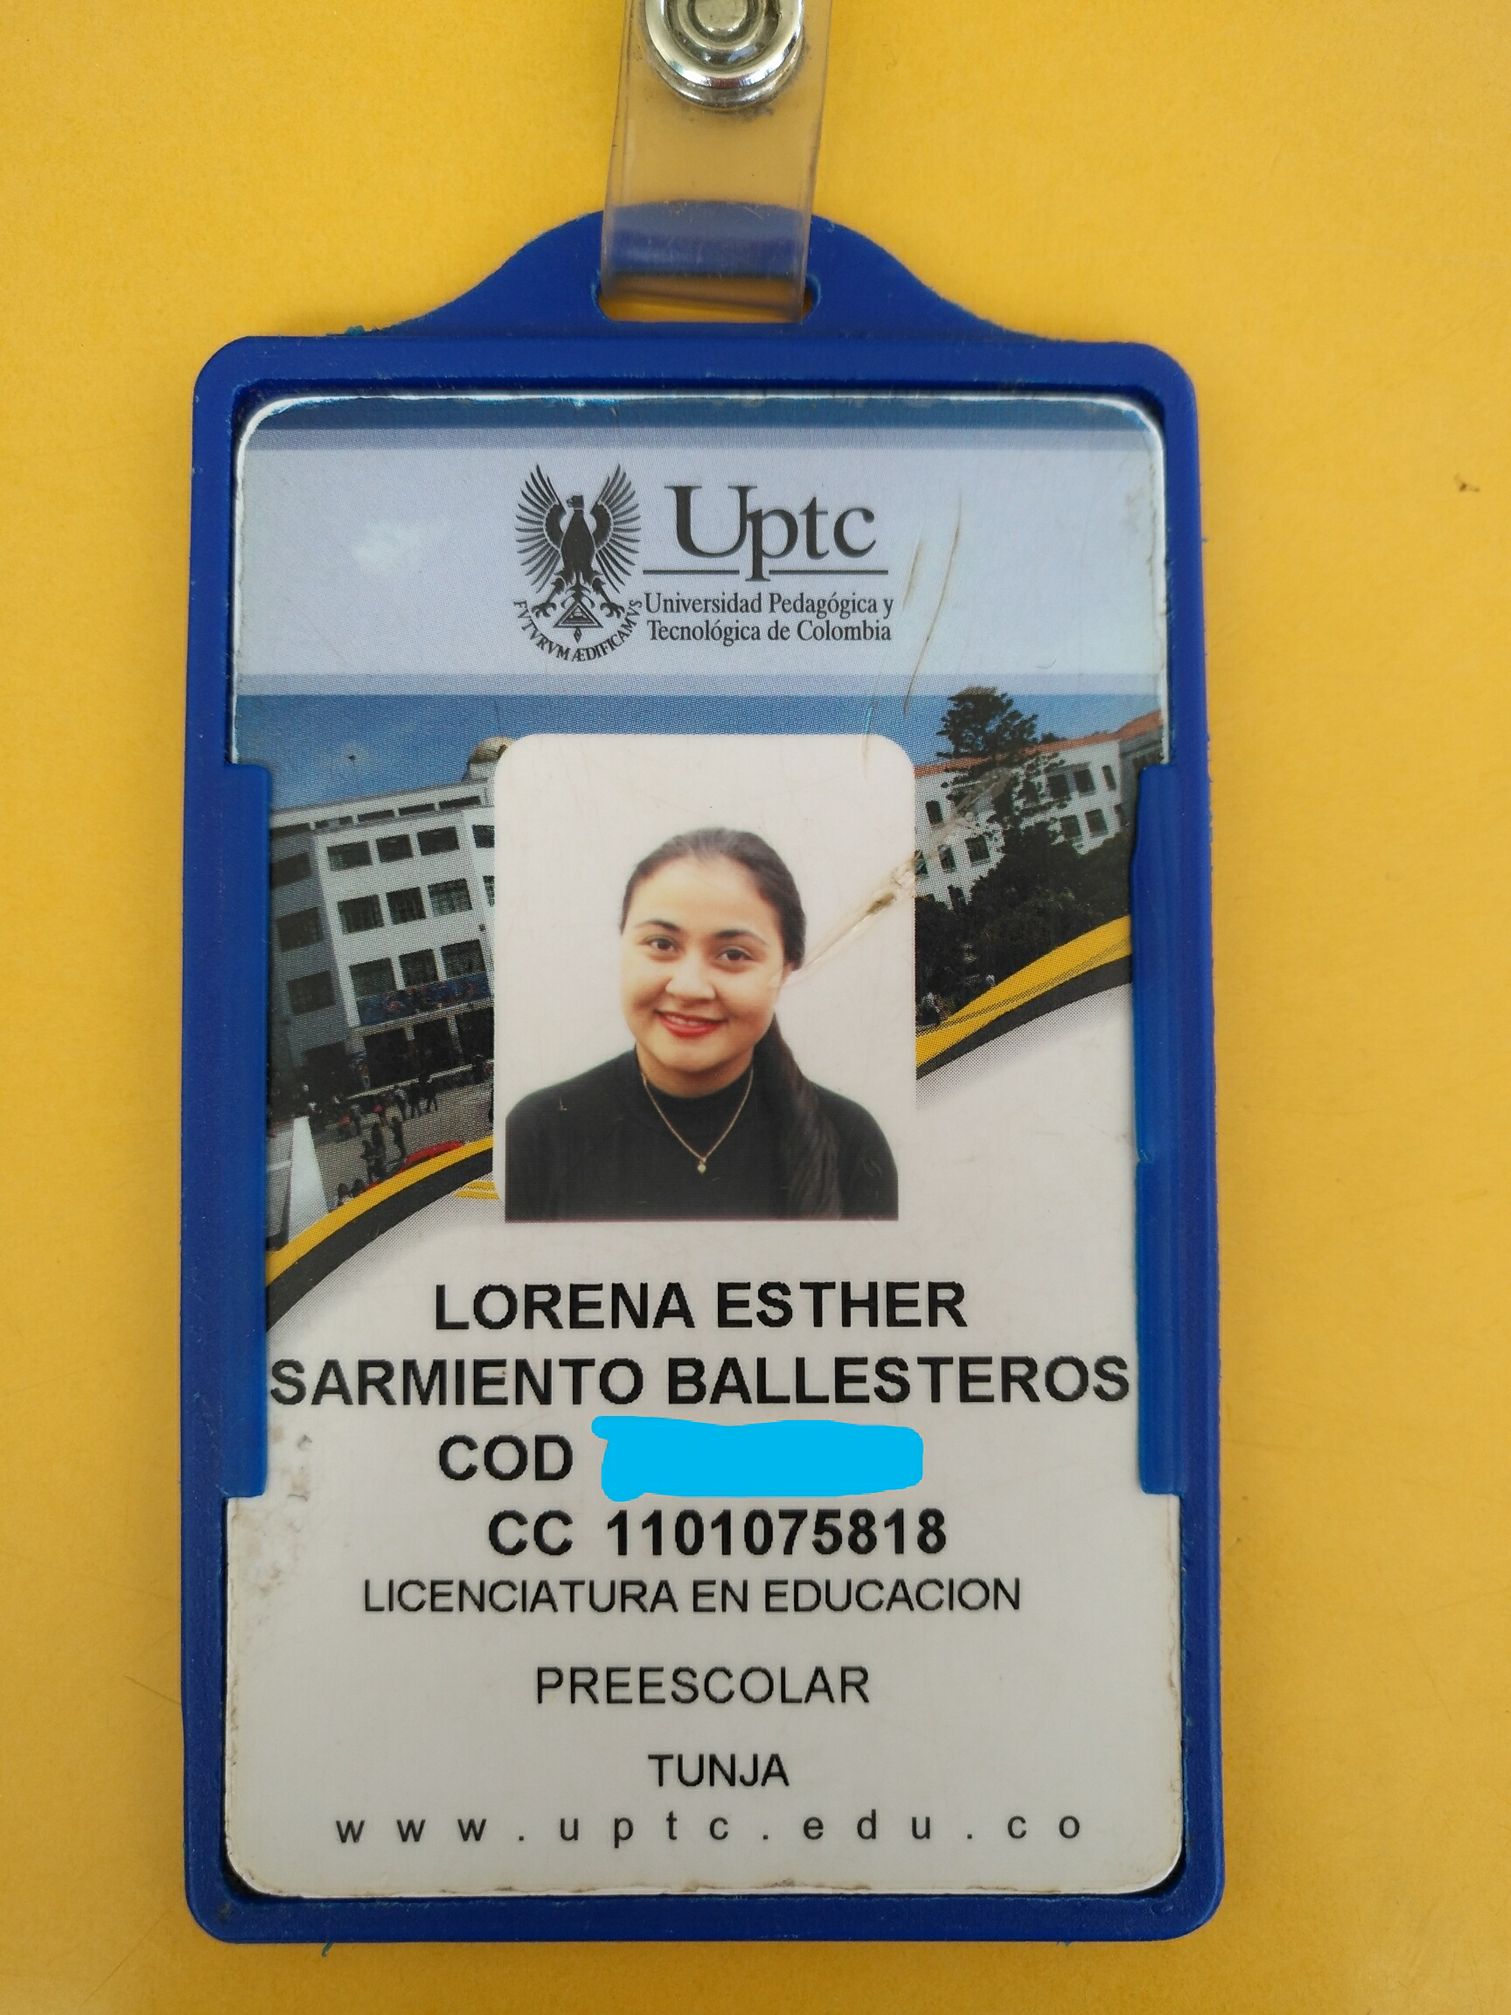 Uptc
Universidad Pedagógica y
Tecnológica de Colombia
FVTVRVM ÆDIFICAMVS
LORENA ESTHER
SARMIENTO BALLESTEROS
COD
CC 1101075818
LICENCIATURA EN EDUCACION
PREESCOLAR
TUNJA
www.uptc.edu.co